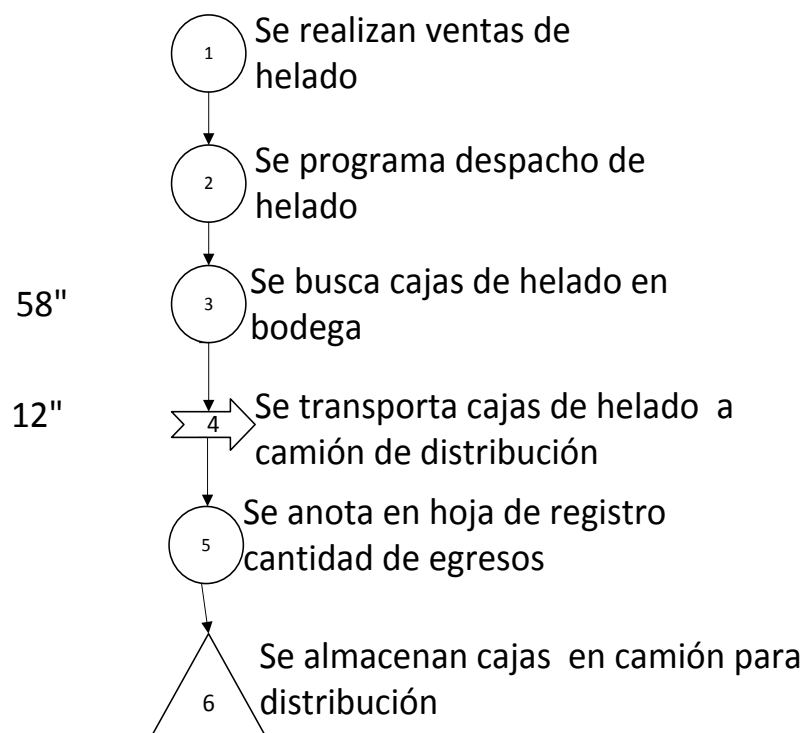 1
Se realizan ventas de
helado
2
Se programa despacho de
helado
58"
3
Se busca cajas de helado en
bodega
12"
4
Se transporta cajas de helado a
camión de distribución
5
Se anota en hoja de registro
cantidad de egresos
6
Se almacenan cajas en camión para
distribución